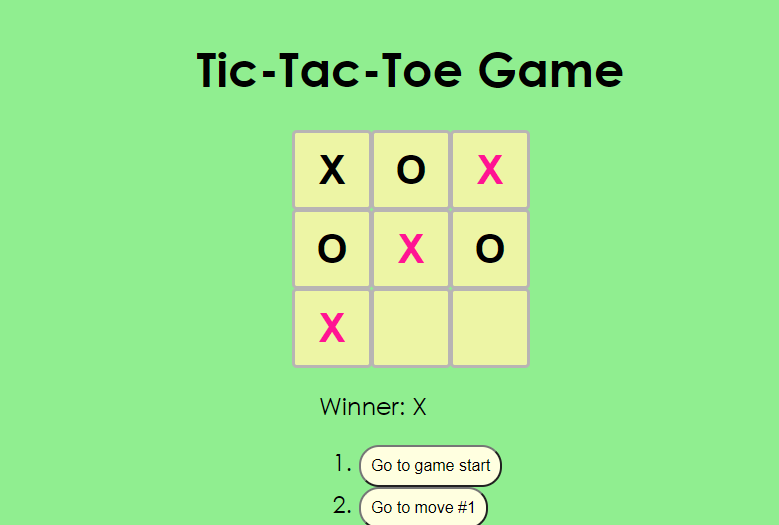 Tic-Tac-Toe Game
X O X
O X O
X
Winner: X
1. Go to game start
2. Go to move #1